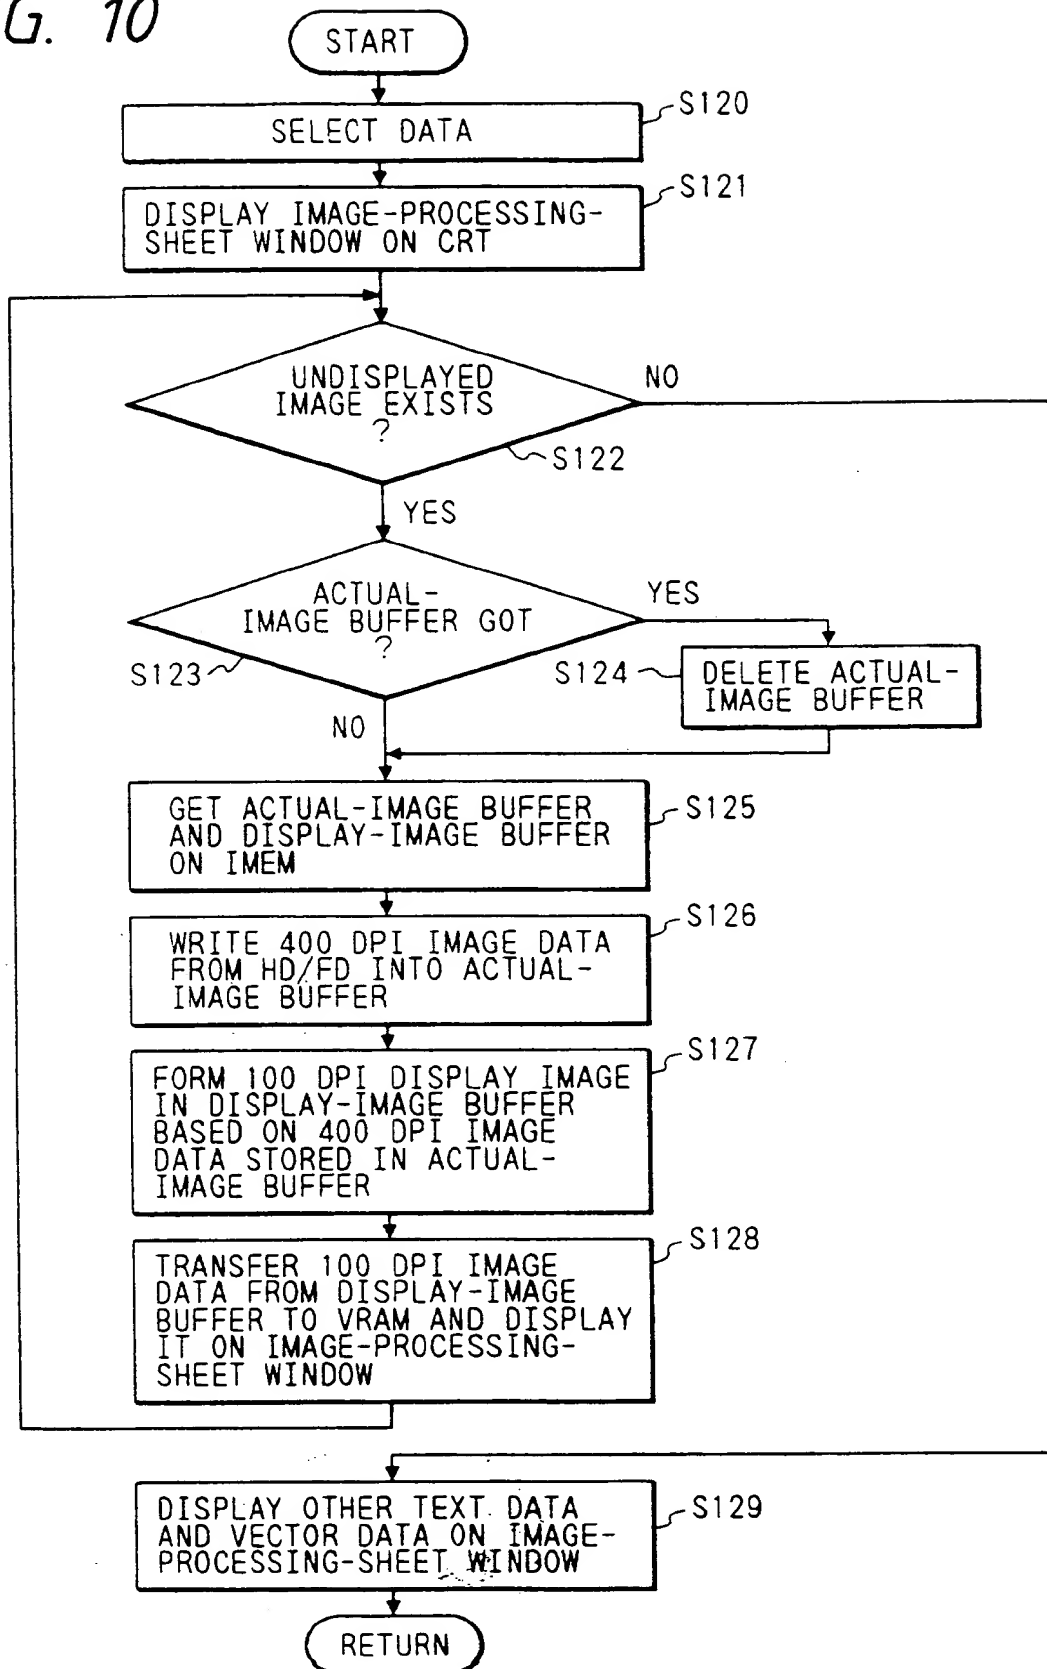 G. 10
START
SELECT DATA
S120
DISPLAY IMAGE-PROCESSING-
SHEET WINDOW ON CRT
S121
UNDISPLAYED
IMAGE EXISTS
?
NO
S122
YES
ACTUAL-
IMAGE BUFFER GOT
?
YES
S123
S124
DELETE ACTUAL-
IMAGE BUFFER
NO
GET ACTUAL-IMAGE BUFFER
AND DISPLAY-IMAGE BUFFER
ON IMEM
S125
WRITE 400 DPI IMAGE DATA
FROM HD/FD INTO ACTUAL-
IMAGE BUFFER
S126
FORM 100 DPI DISPLAY IMAGE
IN DISPLAY-IMAGE BUFFER
BASED ON 400 DPI IMAGE
DATA STORED IN ACTUAL-
IMAGE BUFFER
S127
TRANSFER 100 DPI IMAGE
DATA FROM DISPLAY-IMAGE
BUFFER TO VRAM AND DISPLAY
IT ON IMAGE-PROCESSING-
SHEET WINDOW
S128
DISPLAY OTHER TEXT DATA
AND VECTOR DATA ON IMAGE-
PROCESSING-SHEET WINDOW
S129
RETURN